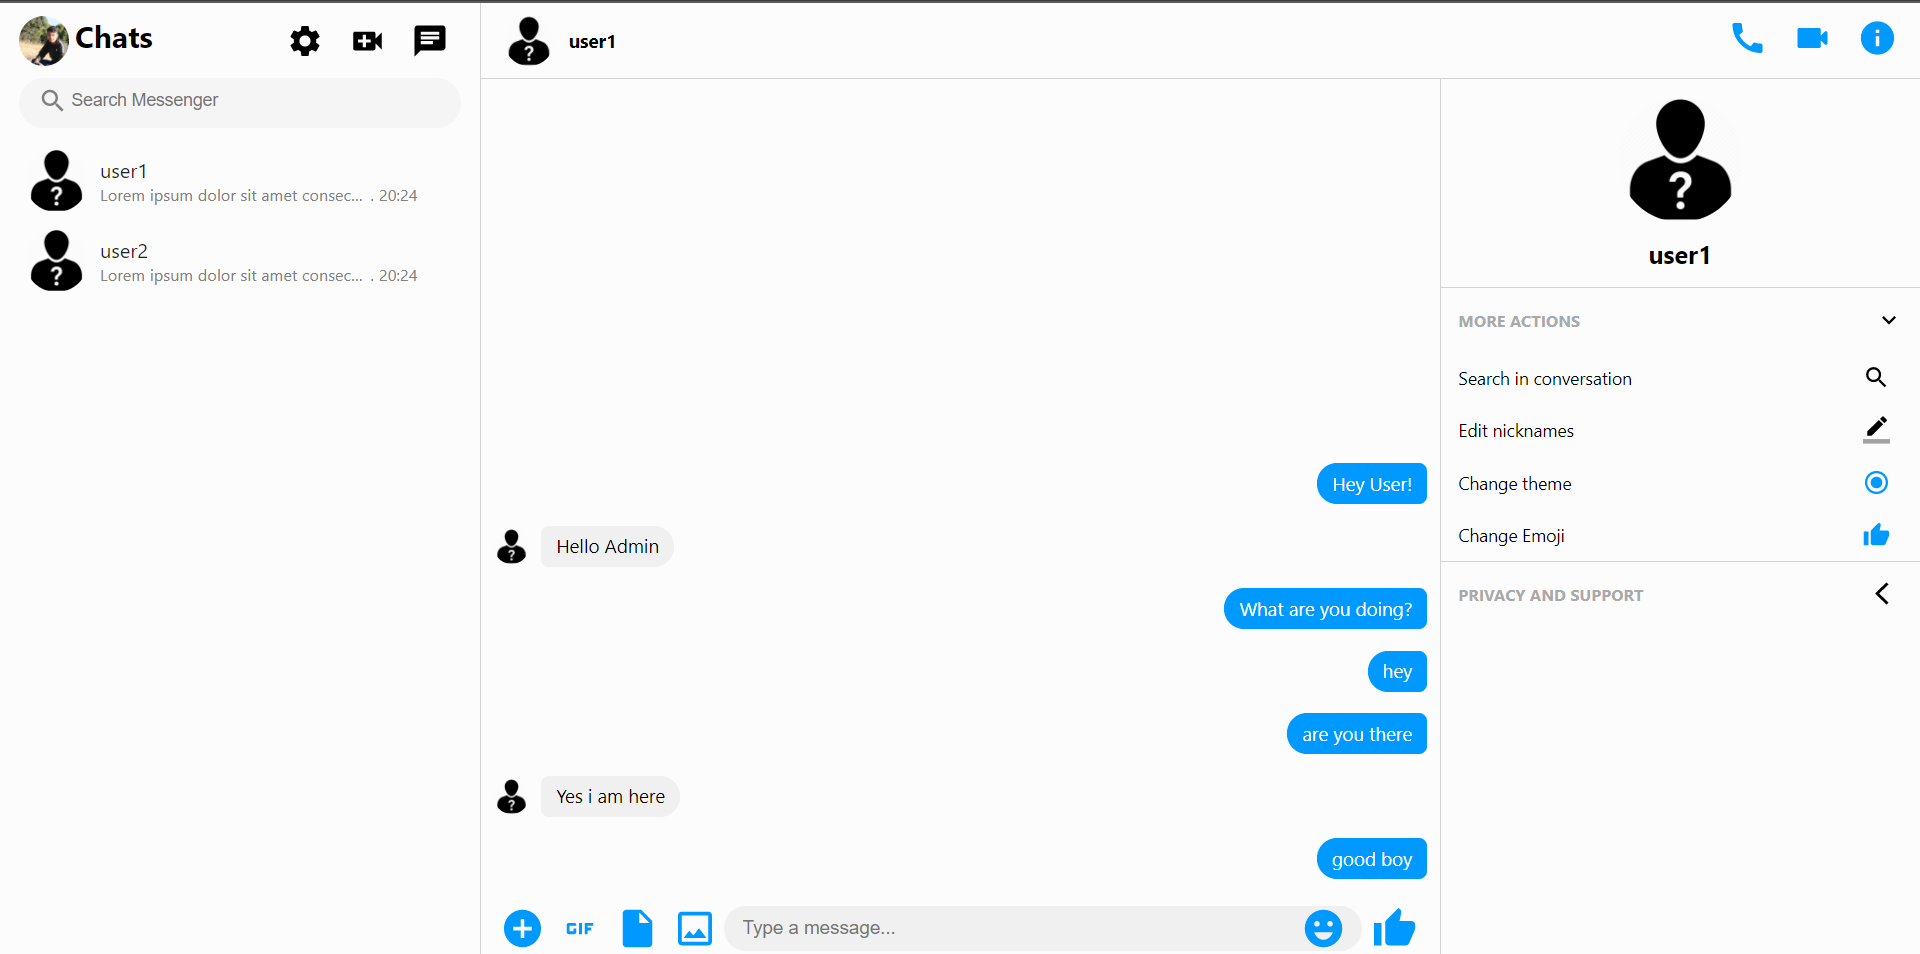 Chats
Search Messenger
user1
Lorem ipsum dolor sit amet consec... . 20:24
user2
Lorem ipsum dolor sit amet consec... . 20:24
user1
Hey User!
Hello Admin
What are you doing?
hey
are you there
Yes i am here
good boy
GIF
Type a message...
user1
MORE ACTIONS
Search in conversation
Edit nicknames
Change theme
Change Emoji
PRIVACY AND SUPPORT